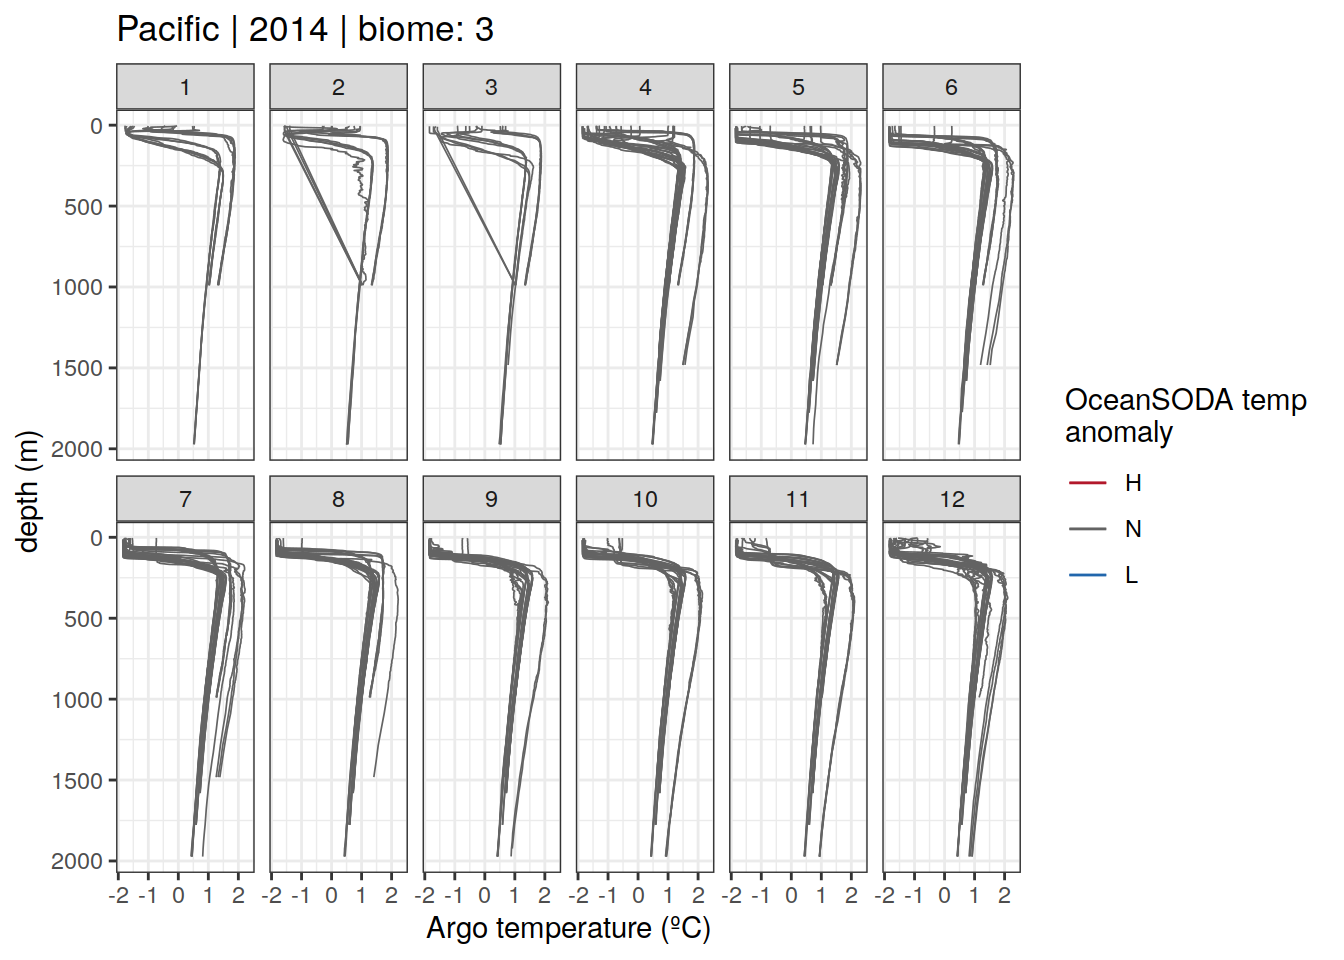 Pacific | 2014 | biome: 3
1 2 3 4 5 6
0
500
1000
1500
2000
7 8 9 10 11 12
0
500
1000
1500
2000
-2 -1 0 1 2 -2 -1 0 1 2 -2 -1 0 1 2 -2 -1 0 1 2 -2 -1 0 1 2 -2 -1 0 1 2
Argo temperature (ºC)
depth (m)
OceanSODA temp
anomaly
H
N
L